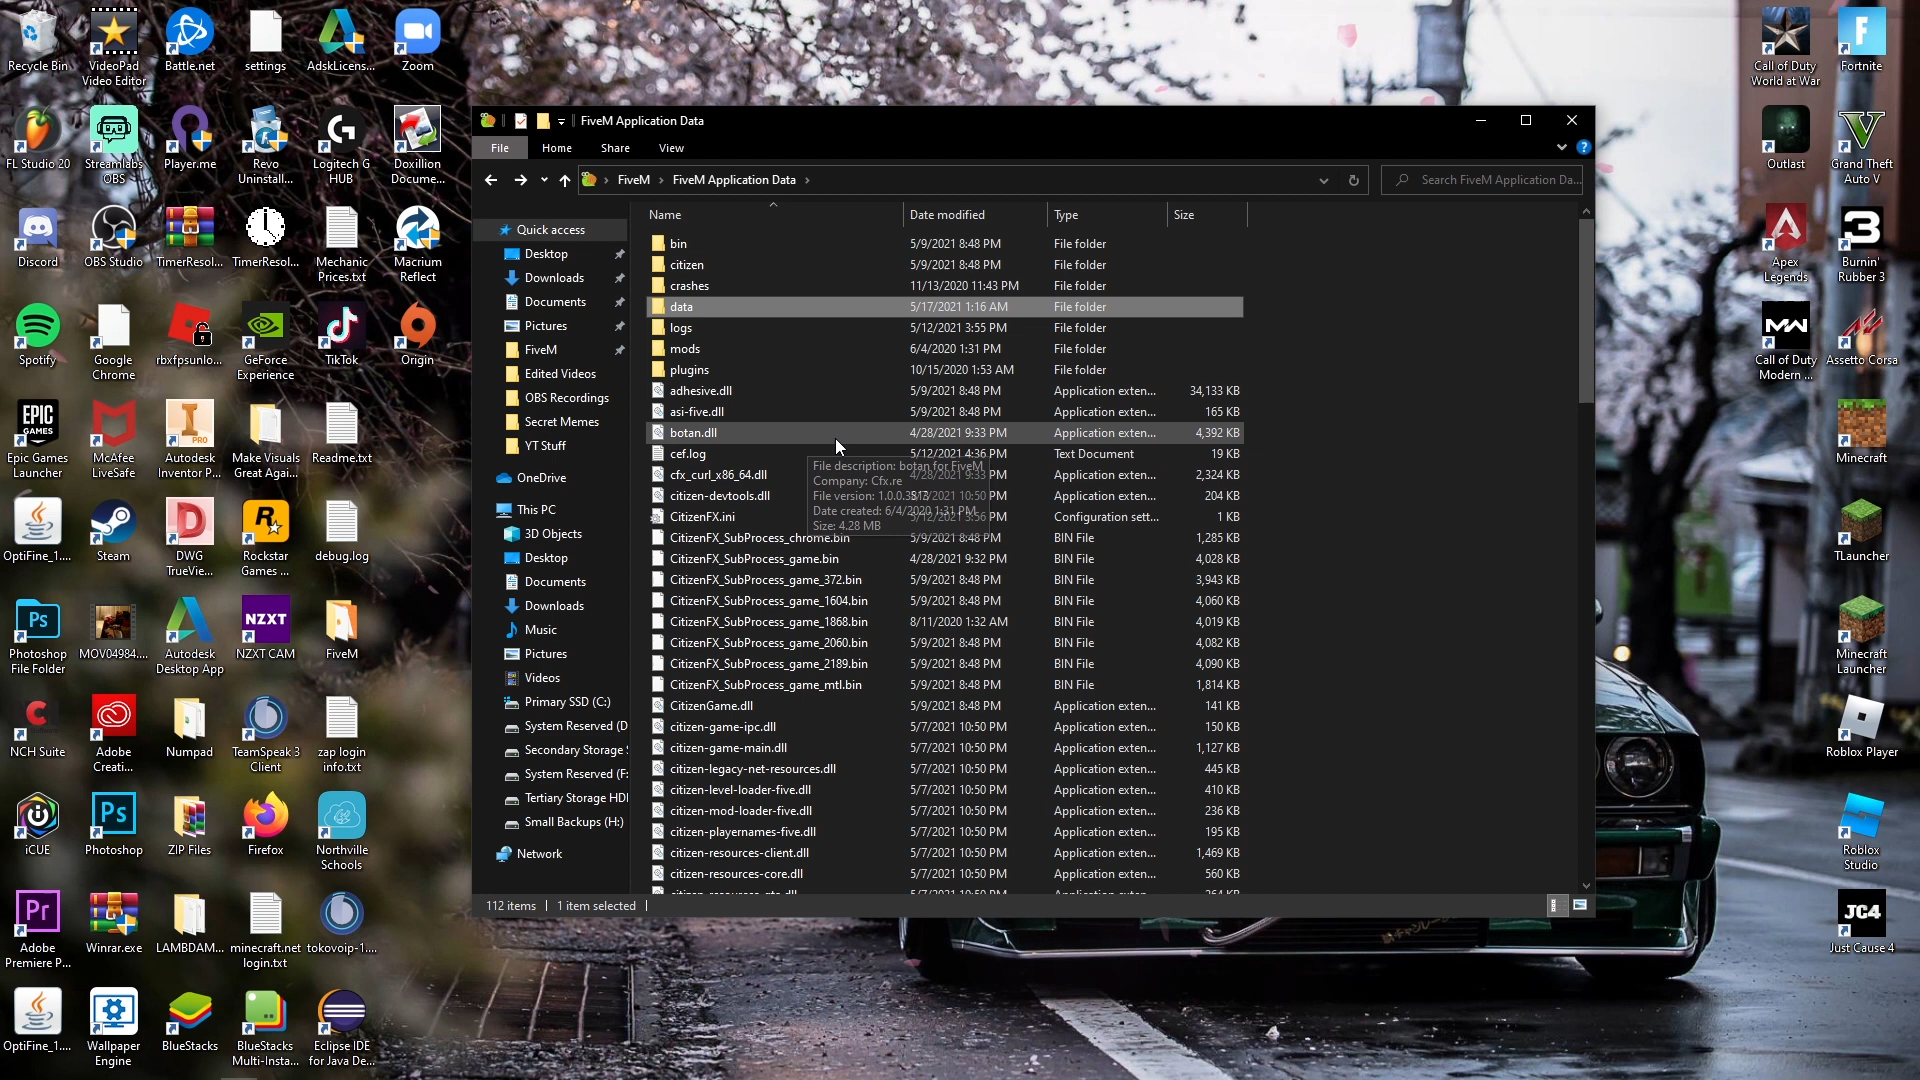 Recycle Bin
VideoPad
Video Editor
Battle.net
settings
AdskLicens...
Zoom
FL Studio 20
Streamlabs
OBS
Player.me
Revo
Uninstall...
Logitech G
HUB
Doxillion
Docume...
Discord
OBS Studio
TimerResol...
TimerResol...
Mechanic
Prices.txt
Macrium
Reflect
Spotify
Google
Chrome
rbxfpsunlo...
GeForce
Experience
TikTok
Origin
EPIC
GAMES
Epic Games
Launcher
McAfee
LiveSafe
PRO
Autodesk
Inventor P...
Make Visuals
Great Agai...
Readme.txt
OptiFine_1....
Steam
DWG
TrueVie...
Rockstar
Games ...
debug.log
Ps
Photoshop
File Folder
MOV04984....
Autodesk
Desktop App
NZXT
NZXT CAM
FiveM
NCH Suite
Adobe
Creati...
Numpad
TeamSpeak 3
Client
zap login
info.txt
iCUE
Ps
Photoshop
ZIP Files
Firefox
Northville
Schools
Pr
Adobe
Premiere P...
Winrar.exe
LAMBDAM...
minecraft.net
login.txt
tokovoip-1....
OptiFine_1....
Wallpaper
Engine
BlueStacks
BlueStacks
Multi-Insta...
Eclipse IDE
for Java De...
FiveM Application Data
File
Home
Share
View
FiveM
FiveM Application Data
Search FiveM Application Da...
Quick access
Desktop
Downloads
Documents
Pictures
FiveM
Edited Videos
OBS Recordings
Secret Memes
YT Stuff
OneDrive
This PC
3D Objects
Desktop
Documents
Downloads
Music
Pictures
Videos
Primary SSD (C:)
System Reserved (D
Secondary Storage
System Reserved (F:
Tertiary Storage HDI
Small Backups (H:)
Network
Name Date modified Type Size
bin 5/9/2021 8:48 PM File folder
citizen 5/9/2021 8:48 PM File folder
crashes 11/13/2020 11:43 PM File folder
data 5/17/2021 1:16 AM File folder
logs 5/12/2021 3:55 PM File folder
mods 6/4/2020 1:31 PM File folder
plugins 10/15/2020 1:53 AM File folder
adhesive.dll 5/9/2021 8:48 PM Application exten... 34,133 KB
asi-five.dll 5/9/2021 8:48 PM Application exten... 165 KB
botan.dll 4/28/2021 9:33 PM Application exten... 4,392 KB
cef.log 5/12/2021 4:36 PM Text Document 19 KB
cfx_curl_x86_64.dll 4/28/2021 9:33 PM Application exten... 2,324 KB
citizen-devtools.dll 5/7/2021 10:50 PM Application exten... 204 KB
CitizenFX.ini 5/12/2021 3:56 PM Configuration sett... 1 KB
CitizenFX_SubProcess_chrome.bin 5/9/2021 8:48 PM BIN File 1,285 KB
CitizenFX_SubProcess_game.bin 4/28/2021 9:32 PM BIN File 4,028 KB
CitizenFX_SubProcess_game_372.bin 5/9/2021 8:48 PM BIN File 3,943 KB
CitizenFX_SubProcess_game_1604.bin 5/9/2021 8:48 PM BIN File 4,060 KB
CitizenFX_SubProcess_game_1868.bin 8/11/2020 1:32 AM BIN File 4,019 KB
CitizenFX_SubProcess_game_2060.bin 5/9/2021 8:48 PM BIN File 4,082 KB
CitizenFX_SubProcess_game_2189.bin 5/9/2021 8:48 PM BIN File 4,090 KB
CitizenFX_SubProcess_game_mtl.bin 5/9/2021 8:48 PM BIN File 1,814 KB
CitizenGame.dll 5/9/2021 8:48 PM Application exten... 141 KB
citizen-game-ipc.dll 5/7/2021 10:50 PM Application exten... 150 KB
citizen-game-main.dll 5/7/2021 10:50 PM Application exten... 1,127 KB
citizen-legacy-net-resources.dll 5/7/2021 10:50 PM Application exten... 445 KB
citizen-level-loader-five.dll 5/7/2021 10:50 PM Application exten... 410 KB
citizen-mod-loader-five.dll 5/7/2021 10:50 PM Application exten... 236 KB
citizen-playernames-five.dll 5/7/2021 10:50 PM Application exten... 195 KB
citizen-resources-client.dll 5/7/2021 10:50 PM Application exten... 1,469 KB
citizen-resources-core.dll 5/7/2021 10:50 PM Application exten... 560 KB
File description: botan for FiveM
Company: Cfx.re
File version: 1.0.0.
Date created: 6/4/2020 1:31 PM
Size: 4.28 MB
112 items
1 item selected
Call of Duty
World at War
Fortnite
Outlast
Grand Theft
Auto V
Apex
Legends
3
Burnin'
Rubber 3
MW
Call of Duty
Modern ...
Assetto Corsa
Minecraft
TLauncher
Minecraft
Launcher
Roblox Player
Roblox
Studio
JC4
Just Cause 4